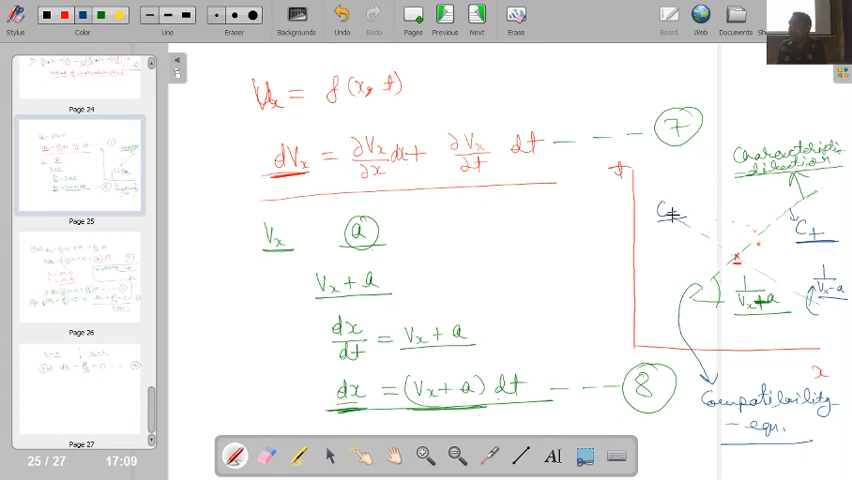 Stylus
Color
Line
Eraser
Backgrounds
Undo
Redo
Pages
Previous
Next
Erase
Board
Web
Documents
Page 24
Page 25
Page 26
Page 27
25 / 27
17:09
Vx = f(x, t)
dVx = ∂Vx/∂x dx + ∂Vx/∂t dt — — — 7
Vx a
Vx + a
dx/dt = Vx + a
dx = (Vx + a) dt — — — 8
Characteristic
direction
t
C+
1/Vx+a
1/Vx-a
x
Compatibility
- eqn.